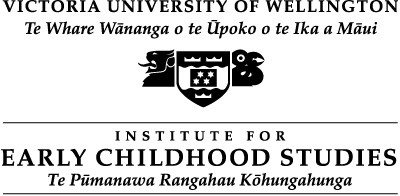 VICTORIA UNIVERSITY OF WELLINGTON
Te Whare Wānanga o te Ūpoko o te Ika a Māui
INSTITUTE FOR
EARLY CHILDHOOD STUDIES
Te Pūmanawa Rangahau Kōhungahunga